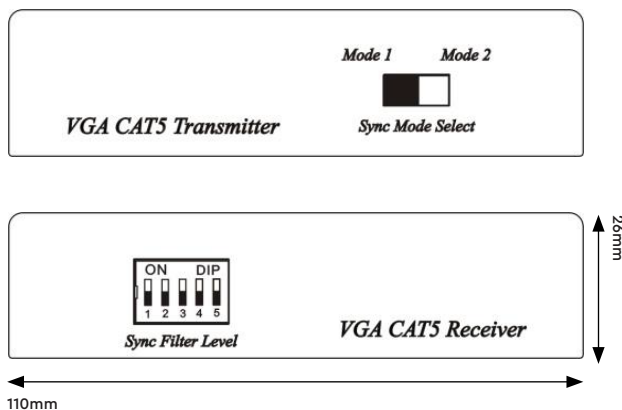 Mode 1 Mode 2
VGA CAT5 Transmitter
Sync Mode Select
ON DIP
1 2 3 4 5
Sync Filter Level
VGA CAT5 Receiver
26mm
110mm